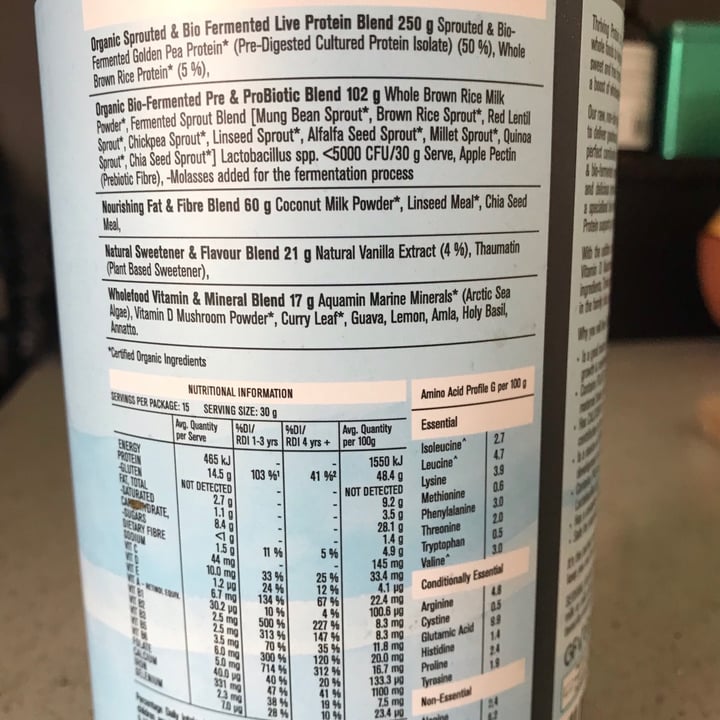 Organic Sprouted & Bio Fermented Live Protein Blend 250 g Sprouted & Bio-
Fermented Golden Pea Protein* (Pre-Digested Cultured Protein Isolate) (50 %), Whole
Brown Rice Protein* (5 %),
Organic Bio-Fermented Pre & ProBiotic Blend 102 g Whole Brown Rice Milk
Powder*, Fermented Sprout Blend [Mung Bean Sprout*, Brown Rice Sprout*, Red Lentil
Sprout*, Chickpea Sprout*, Linseed Sprout*, Alfalfa Seed Sprout*, Millet Sprout*, Quinoa
Sprout*, Chia Seed Sprout*] Lactobacillus spp. <5000 CFU/30 g Serve, Apple Pectin
(Prebiotic Fibre), -Molasses added for the fermentation process
Nourishing Fat & Fibre Blend 60 g Coconut Milk Powder*, Linseed Meal*, Chia Seed
Meal,
Natural Sweetener & Flavour Blend 21 g Natural Vanilla Extract (4 %), Thaumatin
(Plant Based Sweetener),
Wholefood Vitamin & Mineral Blend 17 g Aquamin Marine Minerals* (Arctic Sea
Algae), Vitamin D Mushroom Powder*, Curry Leaf*, Guava, Lemon, Amla, Holy Basil,
Annatto.
*Certified Organic Ingredients
NUTRITIONAL INFORMATION
SERVINGS PER PACKAGE: 15 SERVING SIZE: 30 g
Avg. Quantity per Serve %DI/ RDI 1-3 yrs %DI/ RDI 4 yrs + Avg. Quantity per 100g
ENERGY 465 kJ - - 1550 kJ
PROTEIN 14.5 g 103 %¹ 41 %² 48.4 g
-GLUTEN NOT DETECTED - - NOT DETECTED
FAT, TOTAL 2.7 g - - 9.2 g
-SATURATED 1.1 g - - 3.5 g
CARBOHYDRATE, 8.4 g - - 28.1 g
-SUGARS <1 g - - 1.4 g
DIETARY FIBRE 1.5 g 11 % 5 % 4.9 g
SODIUM 44 mg - - 145 mg
VIT C 10.0 mg 33 % 25 % 33.4 mg
1.2 µg 24 % 12 % 4.1 µg
6.7 mg 134 % 67 % 22.4 mg
30.2 µg 10 % 4 % 100.6 µg
2.5 mg 500 % 227 % 8.3 mg
2.5 mg 313 % 147 % 8.3 mg
3.5 mg 70 % 35 % 11.8 mg
6.0 mg 300 % 120 % 20.0 mg
5.0 mg 714 % 312 % 16.7 mg
40.0 µg 40 % 20 % 133.3 µg
CALCIUM 331 mg 47 % 41 % 1100 mg
IRON 2.3 mg 38 % 19 % 7.5 mg
SELENIUM 7.0 µg 28 % 10 % 23.4 µg
Amino Acid Profile G per 100 g
Essential
Isoleucine^ 2.7
Leucine^ 4.7
Lysine 3.9
Methionine 0.6
Phenylalanine 3.0
Threonine 2.0
Tryptophan 0.5
Valine^ 3.0
Conditionally Essential
Arginine 4.8
Cystine 0.5
Glutamic Acid 8.9
Histidine 1.4
Proline 2.4
Tyrosine 1.9
Non-Essential